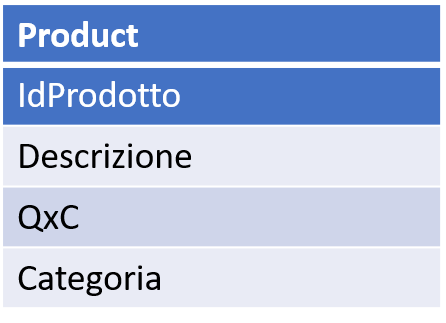 Product
IdProdotto
Descrizione
QxC
Categoria